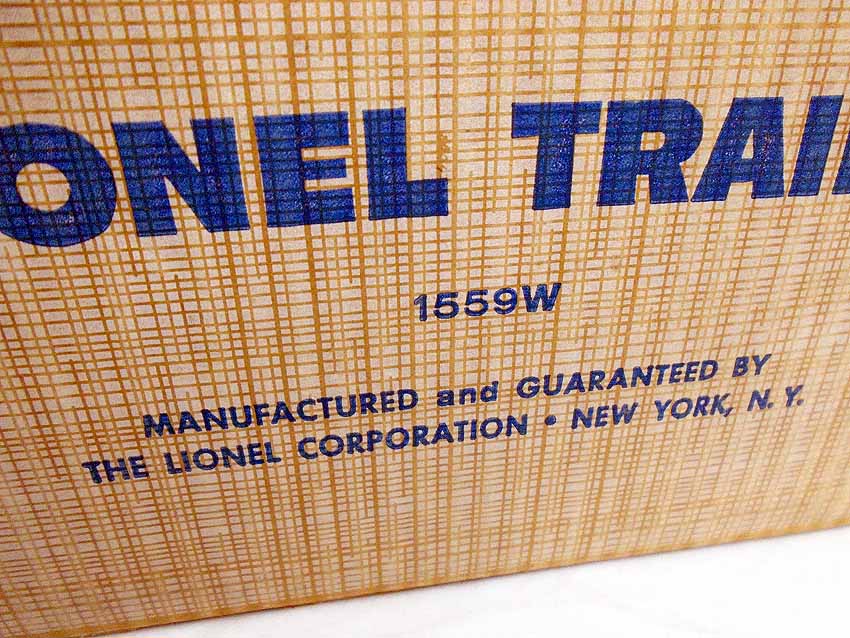 ONEL TRAI
1559W
MANUFACTURED and GUARANTEED BY
THE LIONEL CORPORATION • NEW YORK, N. Y.